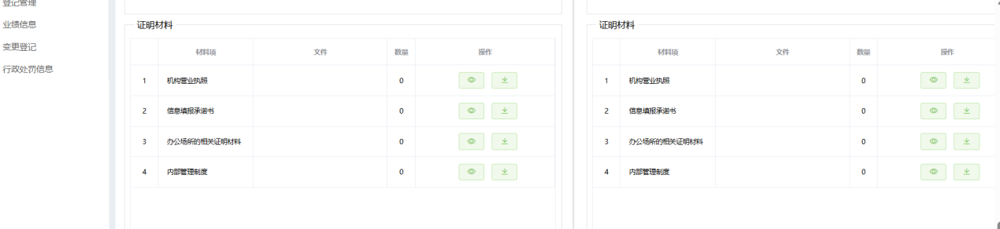 登记管理
业绩信息
变更登记
行政处罚信息
证明材料
材料项 文件 数量 操作
1 机构营业执照 0
2 信息填报承诺书 0
3 办公场所的相关证明材料 0
4 内部管理制度 0
证明材料
材料项 文件 数量 操作
1 机构营业执照 0
2 信息填报承诺书 0
3 办公场所的相关证明材料 0
4 内部管理制度 0